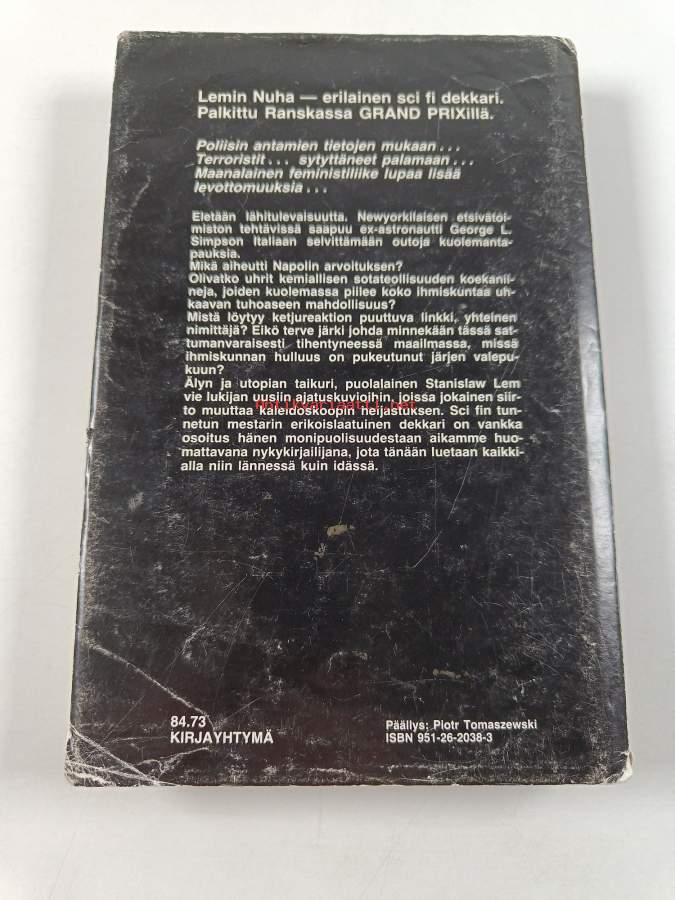 Lemin Nuha — erilainen sci fi dekkari.
Palkittu Ranskassa GRAND PRIXillä.
Poliisin antamien tietojen mukaan . . .
Terroristit . . . sytyttäneet palamaan . . .
Maanalainen feministiliike lupaa lisää
levottomuuksia . . .
Eletään lähitulevaisuutta. Newyorkilaisen etsivätoi-
miston tehtävissä saapuu ex-astronautti George L.
Simpson Italiaan selvittämään outoja kuolemanta-
pauksia.
Mikä aiheutti Napolin arvoituksen?
Olivatko uhrit kemiallisen sotateollisuuden koekanii-
neja, joiden kuolemassa piilee koko ihmiskuntaa uh-
kaavan tuhoaseen mahdollisuus?
Mistä löytyy ketjureaktion puuttuva linkki, yhteinen
nimittäjä? Eikö terve järki johda minnekään tässä sat-
tumanvaraisesti tihentyneessä maailmassa, missä
ihmiskunnan hulluus on pukeutunut järjen valepu-
kuun?
Älyn ja utopian taikuri, puolalainen Stanislaw Lem
vie lukijan uusiin ajatuskuvioihin, joissa jokainen siir-
to muuttaa kaleidoskoopin heijastuksen. Sci fin tun-
netun mestarin erikoislaatuinen dekkari on vankka
osoitus hänen monipuolisuudestaan aikamme huo-
mattavana nykykirjailijana, jota tänään luetaan kaikki-
alla niin lännessä kuin idässä.
84.73
KIRJAYHTYMÄ
Päällys: Piotr Tomaszewski
ISBN 951-26-2038-3